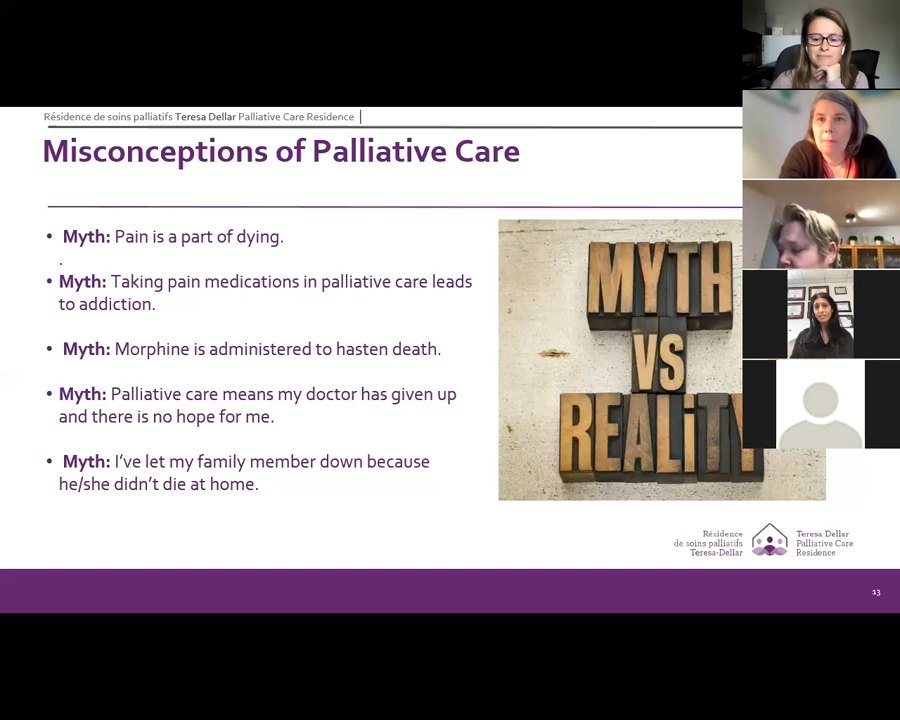 Résidence de soins palliatifs Teresa Dellar Palliative Care Residence
Misconceptions of Palliative Care
• Myth: Pain is a part of dying.
.
• Myth: Taking pain medications in palliative care leads
to addiction.
• Myth: Morphine is administered to hasten death.
• Myth: Palliative care means my doctor has given up
and there is no hope for me.
• Myth: I’ve let my family member down because
he/she didn’t die at home.
MYTH
VS
REALiTY
Résidence
de soins palliatifs
Teresa-Dellar
Teresa Dellar
Palliative Care
Residence
13